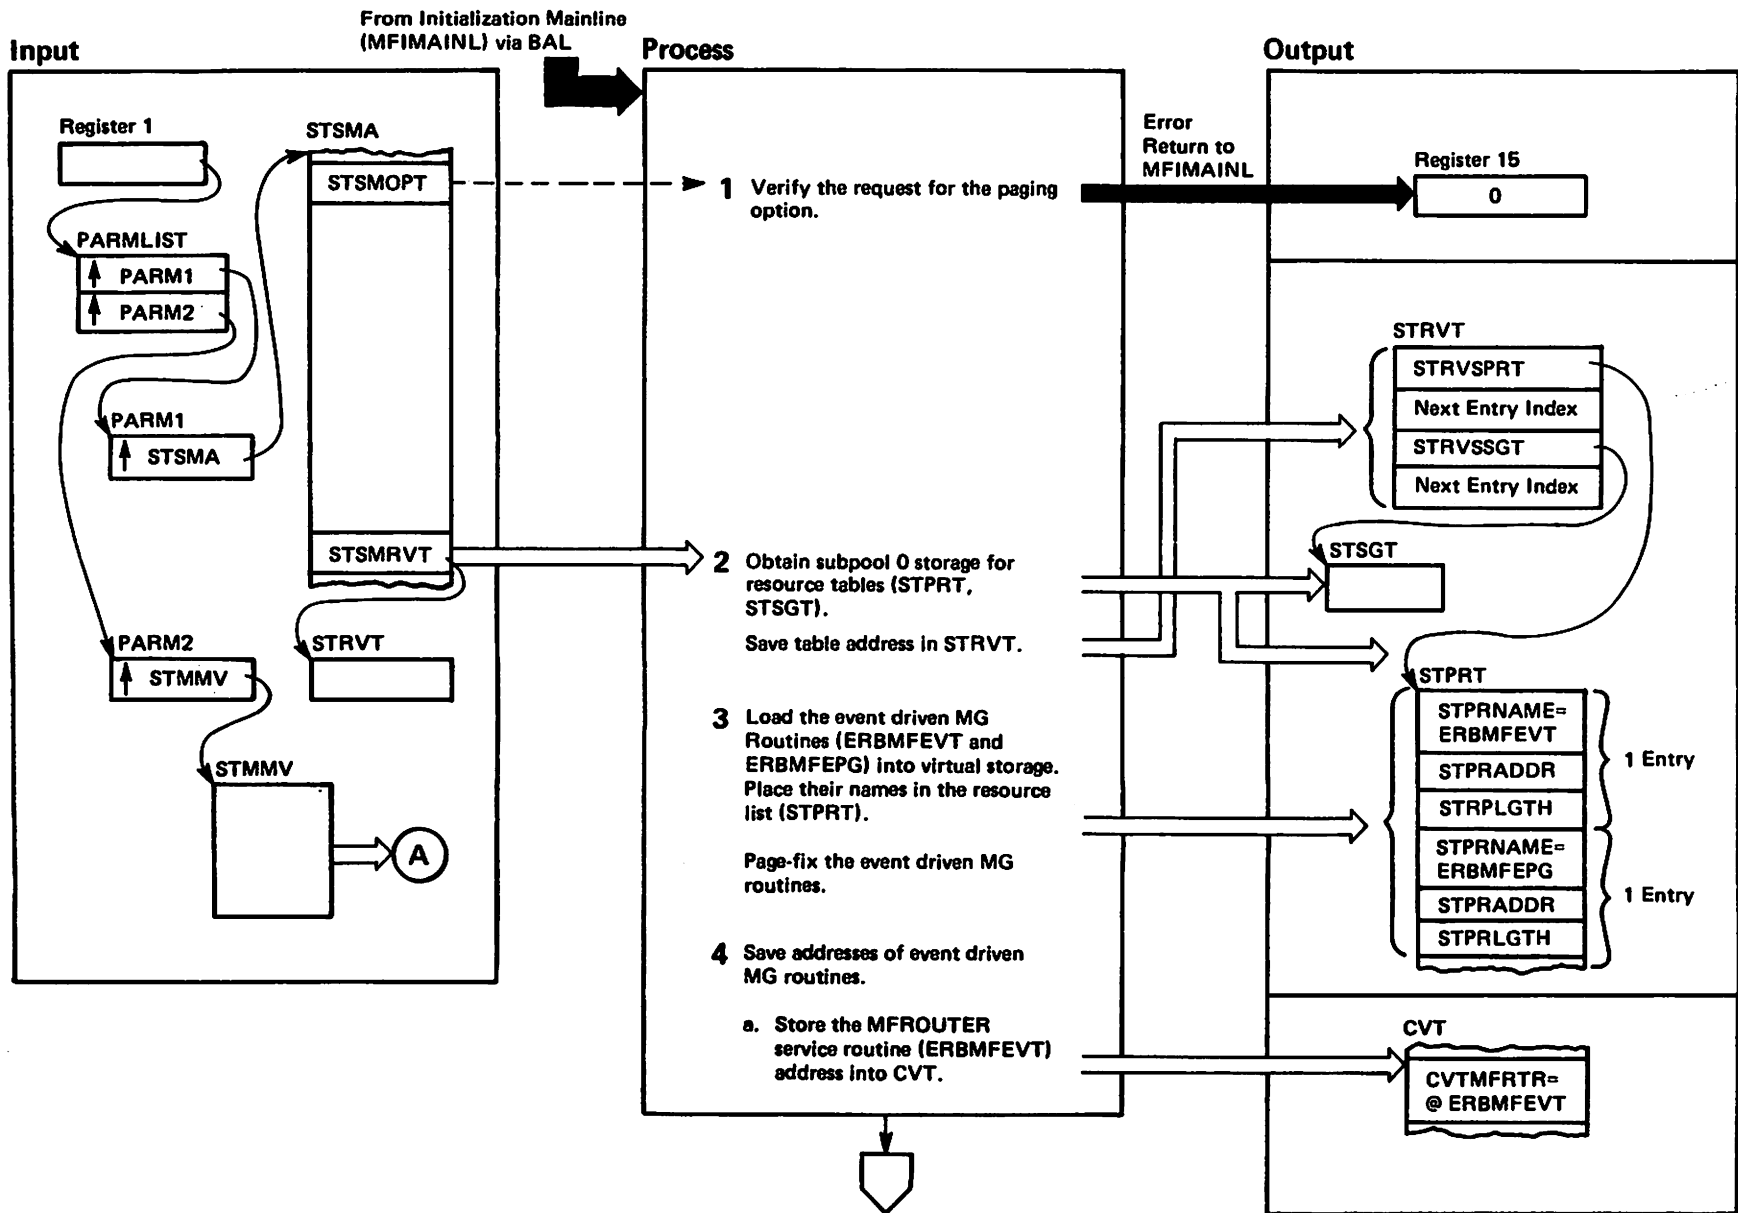 From Initialization Mainline
(MFIMAINL) via BAL
Input
Process
Output
Register 1
STSMA
STSMOPT
PARMLIST
PARM1
PARM2
PARM1
STSMA
STSMRVT
PARM2
STMMV
STRVT
STMMV
A
1 Verify the request for the paging
option.
2 Obtain subpool 0 storage for
resource tables (STPRT,
STSGT).
Save table address in STRVT.
3 Load the event driven MG
Routines (ERBMFEVT and
ERBMFEPG) into virtual storage.
Place their names in the resource
list (STPRT).
Page-fix the event driven MG
routines.
4 Save addresses of event driven
MG routines.
a. Store the MFROUTER
service routine (ERBMFEVT)
address into CVT.
Error
Return to
MFIMAINL
Register 15
0
STRVT
STRVSPRT
Next Entry Index
STRVSSGT
Next Entry Index
STSGT
STPRT
STPRNAME=
ERBMFEVT
STPRADDR
STRPLGTH
1 Entry
STPRNAME=
ERBMFEPG
STPRADDR
STPRLGTH
1 Entry
CVT
CVTMFRTR=
@ ERBMFEVT